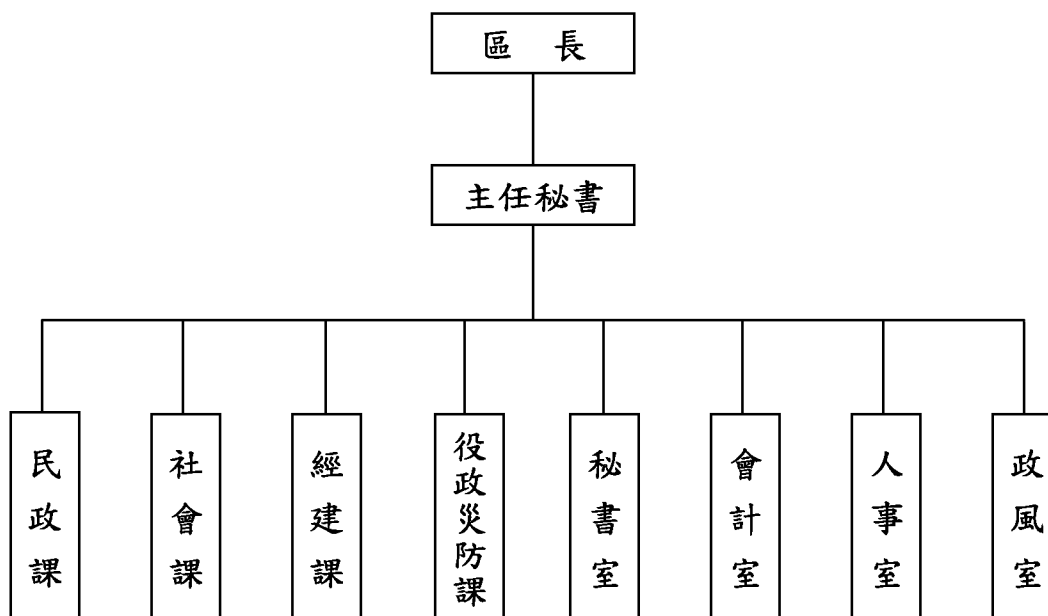 區 長
主任秘書
民政課
社會課
經建課
役政災防課
秘書室
會計室
人事室
政風室